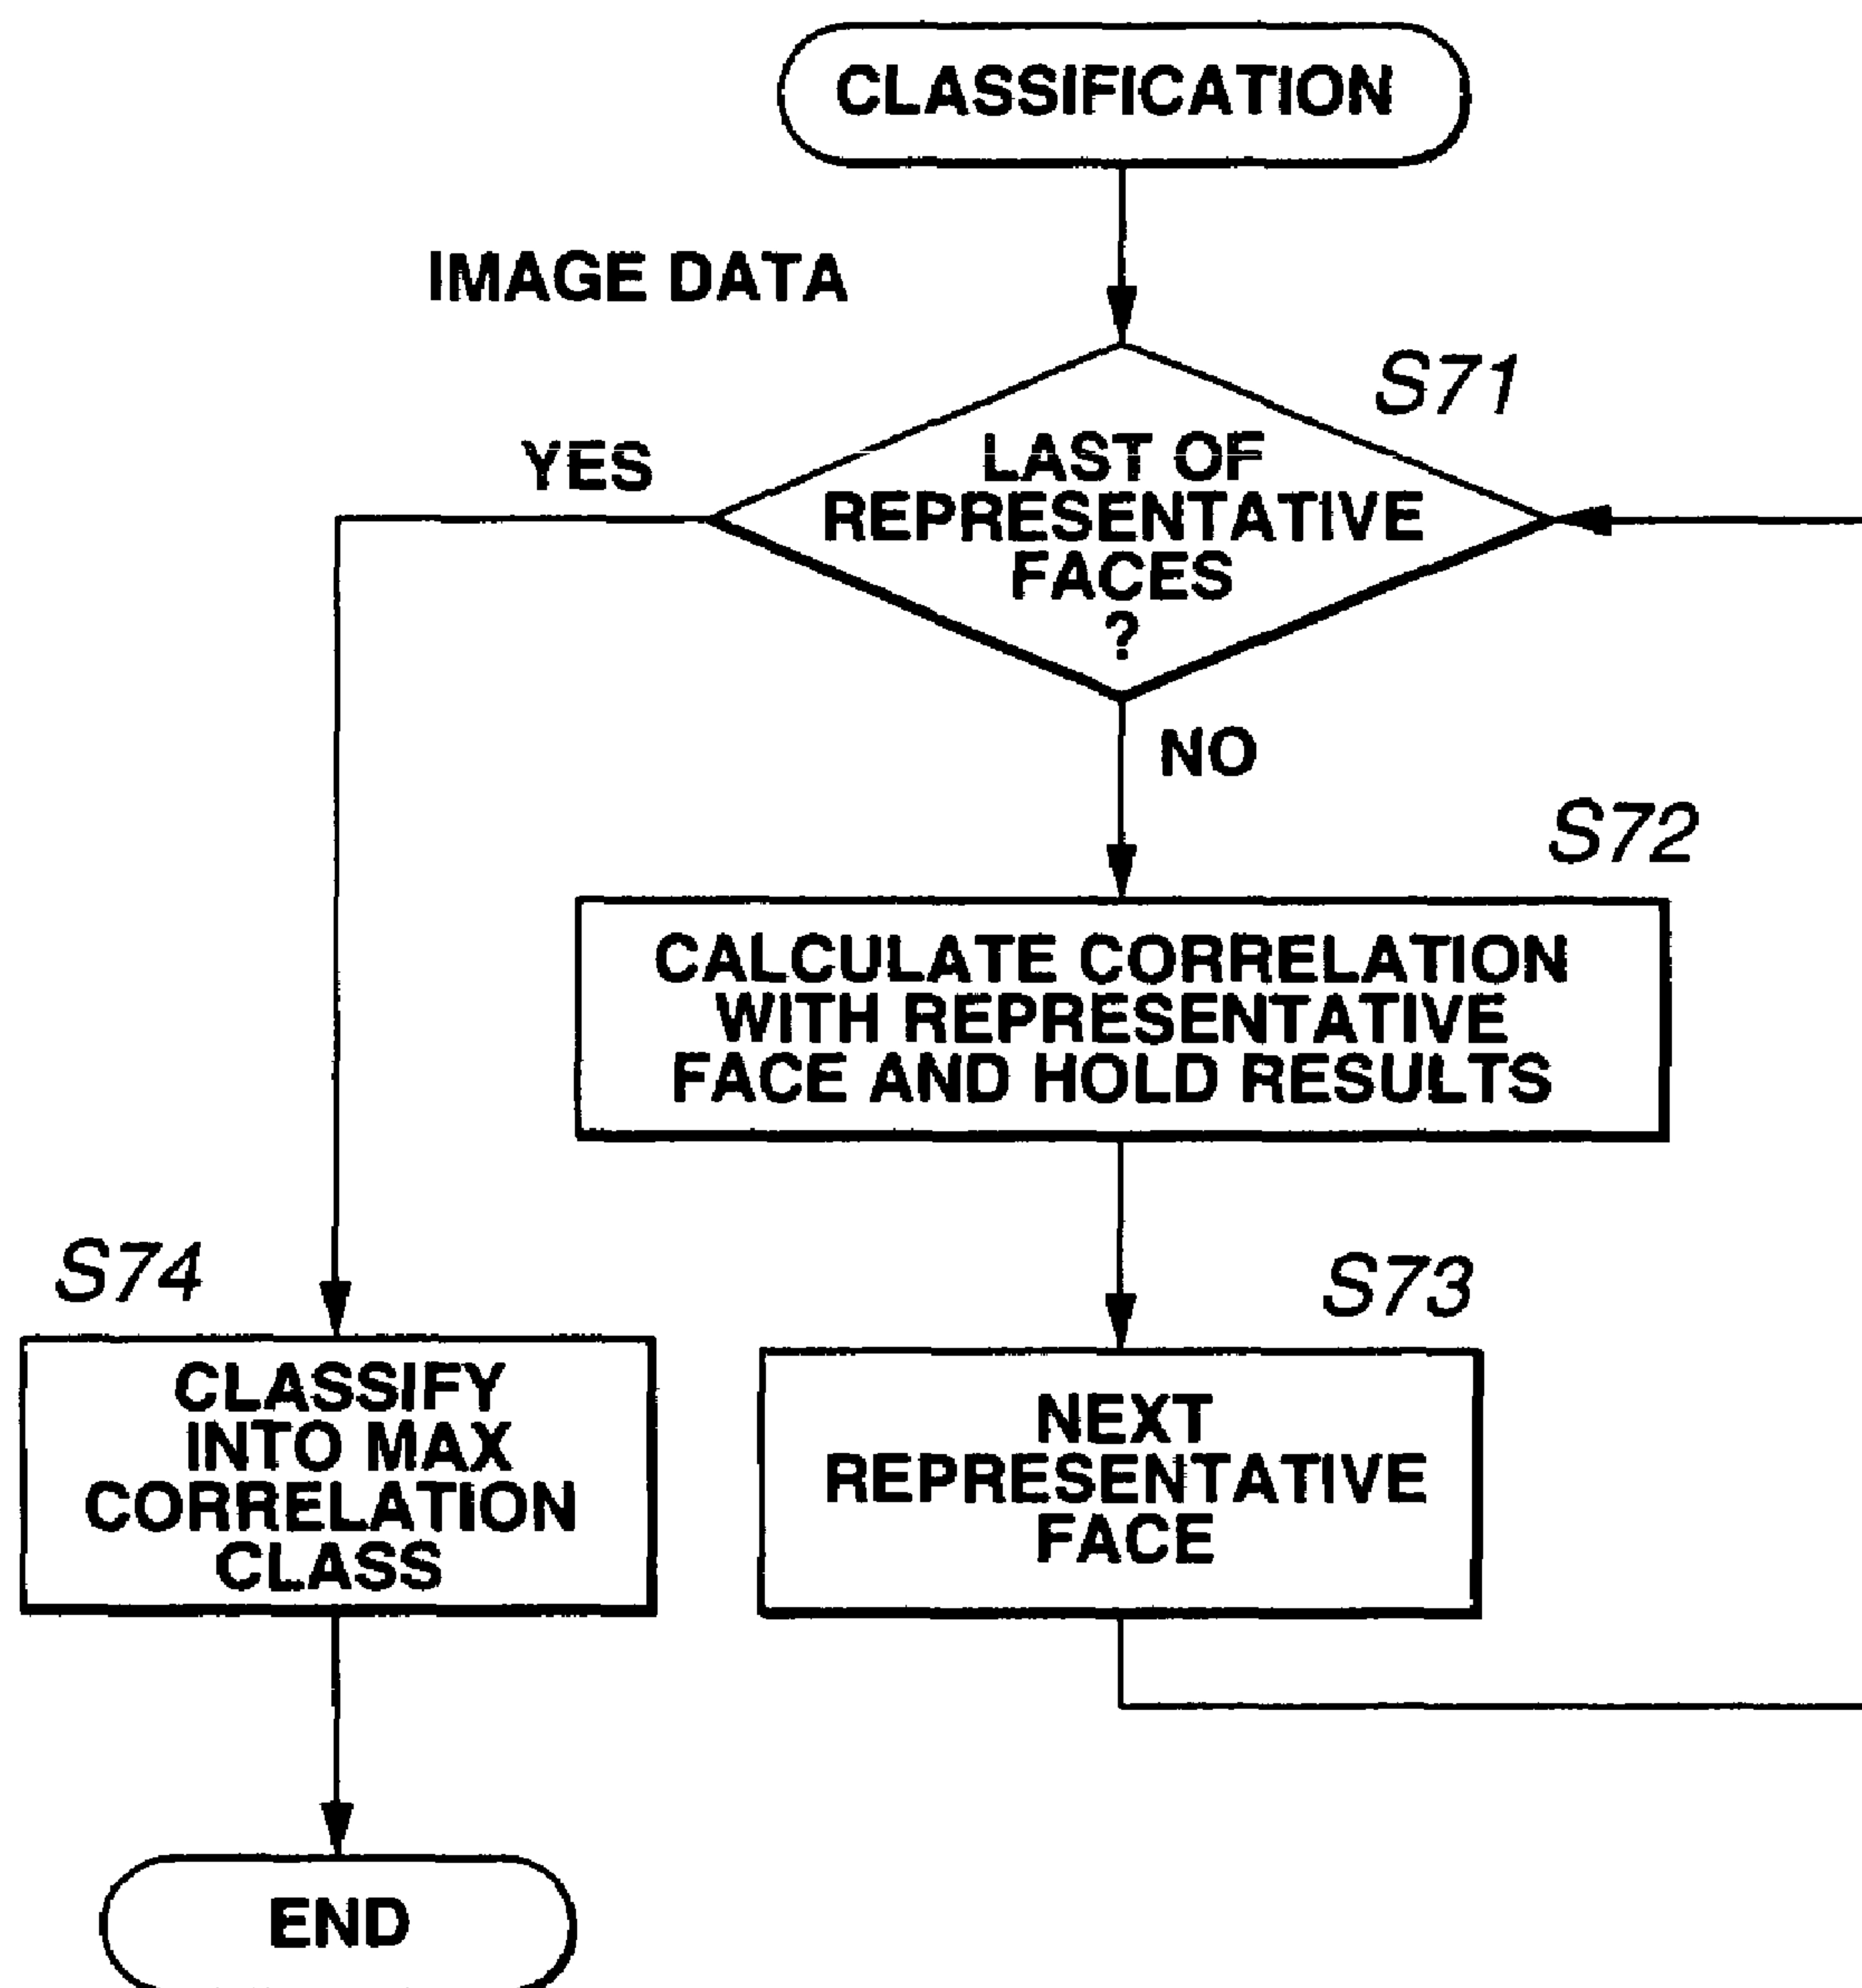 CLASSIFICATION
IMAGE DATA
S71
YES
LAST OF
REPRESENTATIVE
FACES
?
NO
S72
CALCULATE CORRELATION
WITH REPRESENTATIVE
FACE AND HOLD RESULTS
S74
S73
CLASSIFY
INTO MAX
CORRELATION
CLASS
NEXT
REPRESENTATIVE
FACE
END